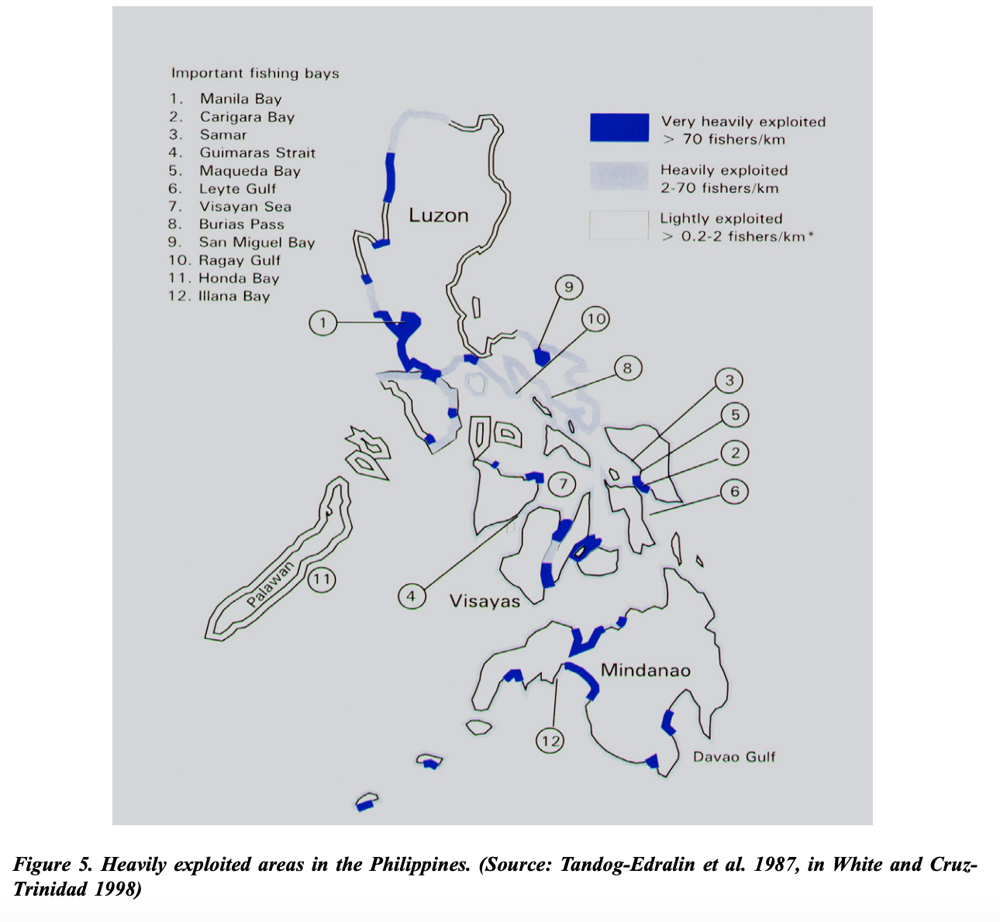 Important fishing bays
1. Manila Bay
2. Carigara Bay
3. Samar
4. Guimaras Strait
5. Maqueda Bay
6. Leyte Gulf
7. Visayan Sea
8. Burias Pass
9. San Miguel Bay
10. Ragay Gulf
11. Honda Bay
12. Illana Bay
Very heavily exploited
> 70 fishers/km
Heavily exploited
2-70 fishers/km
Lightly exploited
> 0.2-2 fishers/km*
Luzon
9
10
1
8
3
5
2
7
6
Palawan
11
4
Visayas
Mindanao
12
Davao Gulf
Figure 5. Heavily exploited areas in the Philippines. (Source: Tandog-Edralin et al. 1987, in White and Cruz-
Trinidad 1998)